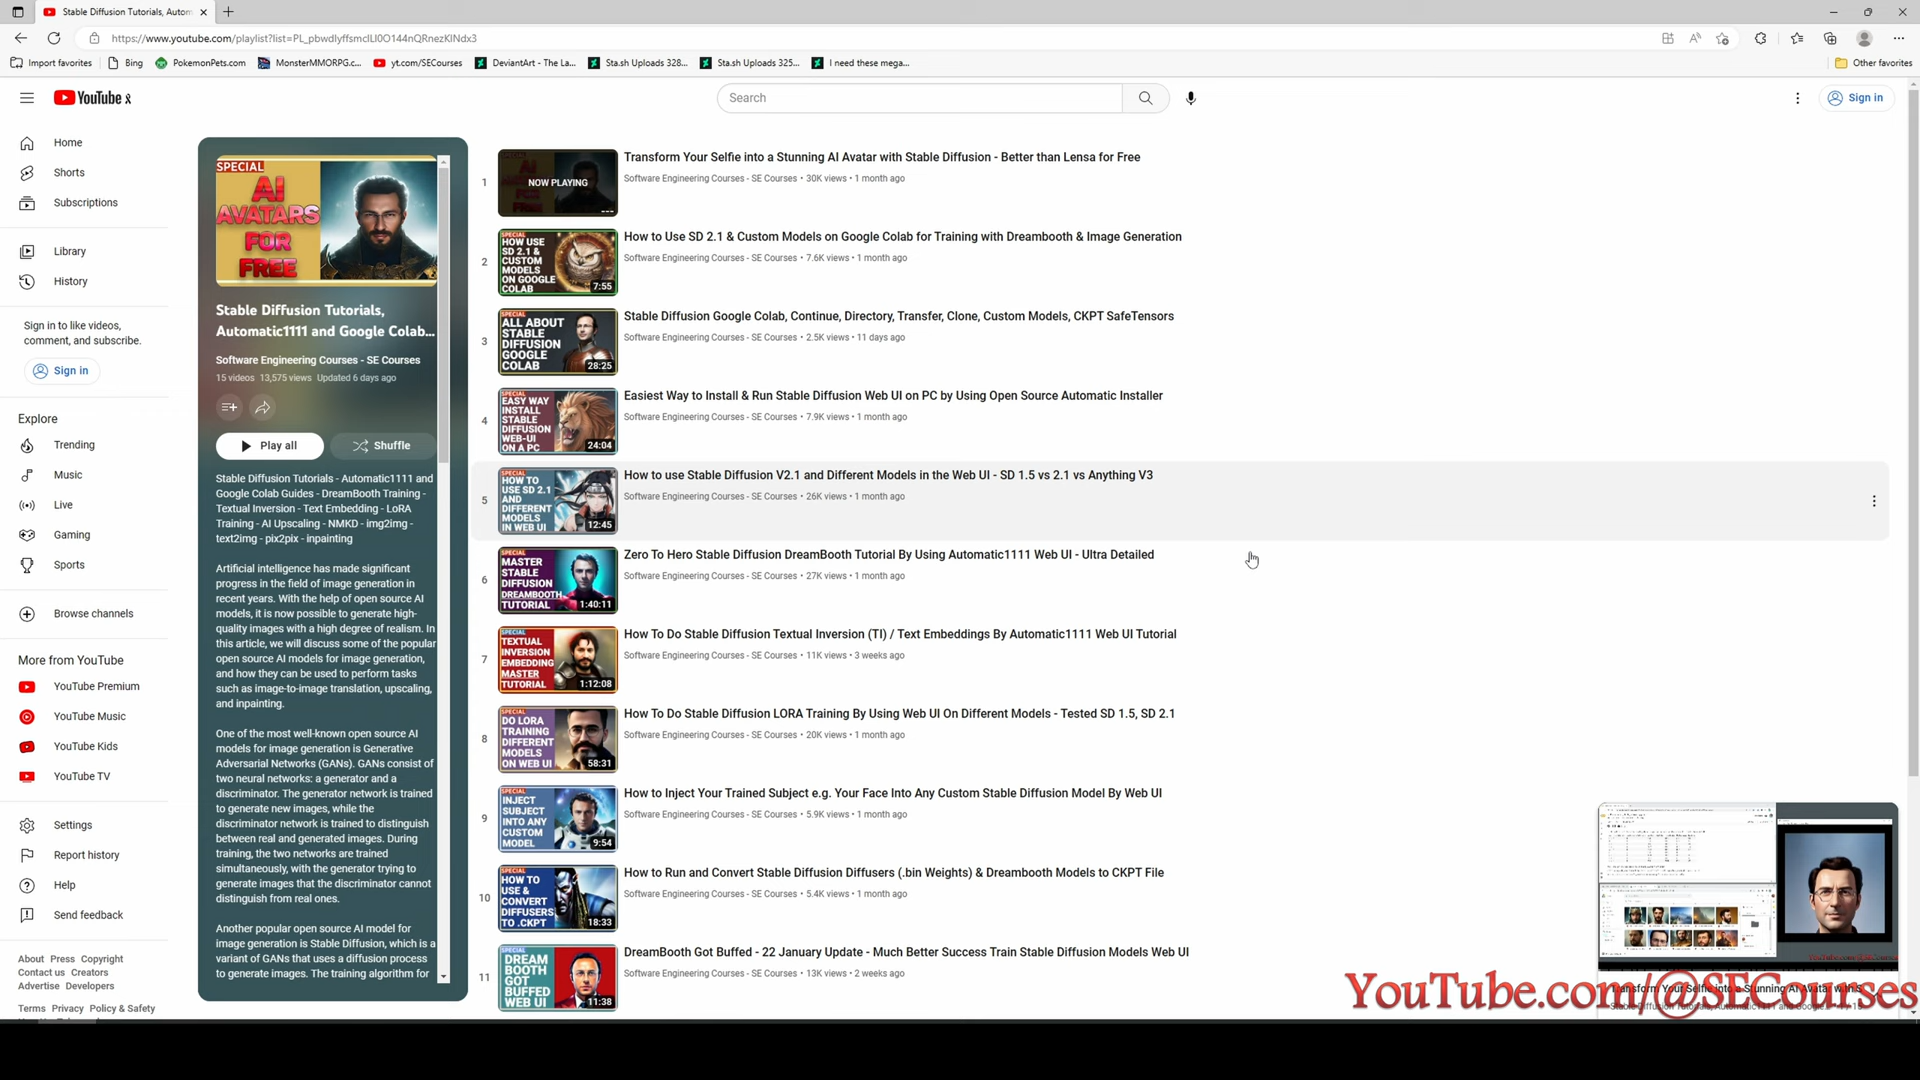 Stable Diffusion Tutorials, Autom
https://www.youtube.com/playlist?list=PL_pbwdIyffsmclLl0O144nQRnezKlNdx3
Import favorites
Bing
PokemonPets.com
MonsterMMORPG.c...
yt.com/SECourses
DeviantArt - The La...
Sta.sh Uploads 328...
Sta.sh Uploads 325...
I need these mega...
Other favorites
YouTube
Search
Sign in
Home
Shorts
Subscriptions
Library
History
Sign in to like videos,
comment, and subscribe.
Sign in
Explore
Trending
Music
Live
Gaming
Sports
Browse channels
More from YouTube
YouTube Premium
YouTube Music
YouTube Kids
YouTube TV
Settings
Report history
Help
Send feedback
About Press Copyright
Contact us Creators
Advertise Developers
Terms Privacy Policy & Safety
SPECIAL
AI
AVATARS
FOR
FREE
Stable Diffusion Tutorials,
Automatic1111 and Google Colab...
Software Engineering Courses - SE Courses
15 videos 13,575 views Updated 6 days ago
Play all
Shuffle
Stable Diffusion Tutorials - Automatic1111 and
Google Colab Guides - DreamBooth Training -
Textual Inversion - Text Embedding - LoRA
Training - AI Upscaling - NMKD - img2img -
text2img - pix2pix - inpainting
Artificial intelligence has made significant
progress in the field of image generation in
recent years. With the help of open source AI
models, it is now possible to generate high-
quality images with a high degree of realism. In
this article, we will discuss some of the popular
open source AI models for image generation,
and how they can be used to perform tasks
such as image-to-image translation, upscaling,
and inpainting.
One of the most well-known open source AI
models for image generation is Generative
Adversarial Networks (GANs). GANs consist of
two neural networks: a generator and a
discriminator. The generator network is trained
to generate new images, while the
discriminator network is trained to distinguish
between real and generated images. During
training, the two networks are trained
simultaneously, with the generator trying to
generate images that the discriminator cannot
distinguish from real ones.
Another popular open source AI model for
image generation is Stable Diffusion, which is a
variant of GANs that uses a diffusion process
to generate images. The training algorithm for
1
NOW PLAYING
Transform Your Selfie into a Stunning AI Avatar with Stable Diffusion - Better than Lensa for Free
Software Engineering Courses - SE Courses • 30K views • 1 month ago
2
SPECIAL
HOW USE
SD 2.1 &
CUSTOM
MODELS
ON GOOGLE
COLAB
7:55
How to Use SD 2.1 & Custom Models on Google Colab for Training with Dreambooth & Image Generation
Software Engineering Courses - SE Courses • 7.6K views • 1 month ago
3
SPECIAL
ALL ABOUT
STABLE
DIFFUSION
GOOGLE
COLAB
28:25
Stable Diffusion Google Colab, Continue, Directory, Transfer, Clone, Custom Models, CKPT SafeTensors
Software Engineering Courses - SE Courses • 2.5K views • 11 days ago
4
SPECIAL
EASY WAY
INSTALL
STABLE
DIFFUSION
WEB-UI
ON A PC
24:04
Easiest Way to Install & Run Stable Diffusion Web UI on PC by Using Open Source Automatic Installer
Software Engineering Courses - SE Courses • 7.9K views • 1 month ago
5
SPECIAL
HOW TO
USE SD 2.1
AND
DIFFERENT
MODELS
IN WEB UI
12:45
How to use Stable Diffusion V2.1 and Different Models in the Web UI - SD 1.5 vs 2.1 vs Anything V3
Software Engineering Courses - SE Courses • 26K views • 1 month ago
6
SPECIAL
MASTER
STABLE
DIFFUSION
DREAMBOOTH
TUTORIAL
1:40:11
Zero To Hero Stable Diffusion DreamBooth Tutorial By Using Automatic1111 Web UI - Ultra Detailed
Software Engineering Courses - SE Courses • 27K views • 1 month ago
7
SPECIAL
TEXTUAL
INVERSION
EMBEDDING
MASTER
TUTORIAL
1:12:08
How To Do Stable Diffusion Textual Inversion (TI) / Text Embeddings By Automatic1111 Web UI Tutorial
Software Engineering Courses - SE Courses • 11K views • 3 weeks ago
8
SPECIAL
DO LORA
TRAINING
DIFFERENT
MODELS
ON WEB UI
58:31
How To Do Stable Diffusion LORA Training By Using Web UI On Different Models - Tested SD 1.5, SD 2.1
Software Engineering Courses - SE Courses • 20K views • 1 month ago
9
SPECIAL
INJECT
SUBJECT
INTO ANY
CUSTOM
MODEL
9:54
How to Inject Your Trained Subject e.g. Your Face Into Any Custom Stable Diffusion Model By Web UI
Software Engineering Courses - SE Courses • 5.9K views • 1 month ago
10
SPECIAL
HOW TO
USE &
CONVERT
DIFFUSERS
TO .CKPT
18:33
How to Run and Convert Stable Diffusion Diffusers (.bin Weights) & Dreambooth Models to CKPT File
Software Engineering Courses - SE Courses • 5.4K views • 1 month ago
11
SPECIAL
DREAM
BOOTH
GOT
BUFFED
WEB UI
11:38
DreamBooth Got Buffed - 22 January Update - Much Better Success Train Stable Diffusion Models Web UI
Software Engineering Courses - SE Courses • 13K views • 2 weeks ago
Transform Your Selfie into a Stunning AI Avatar with S
YouTube.com/@SECourses